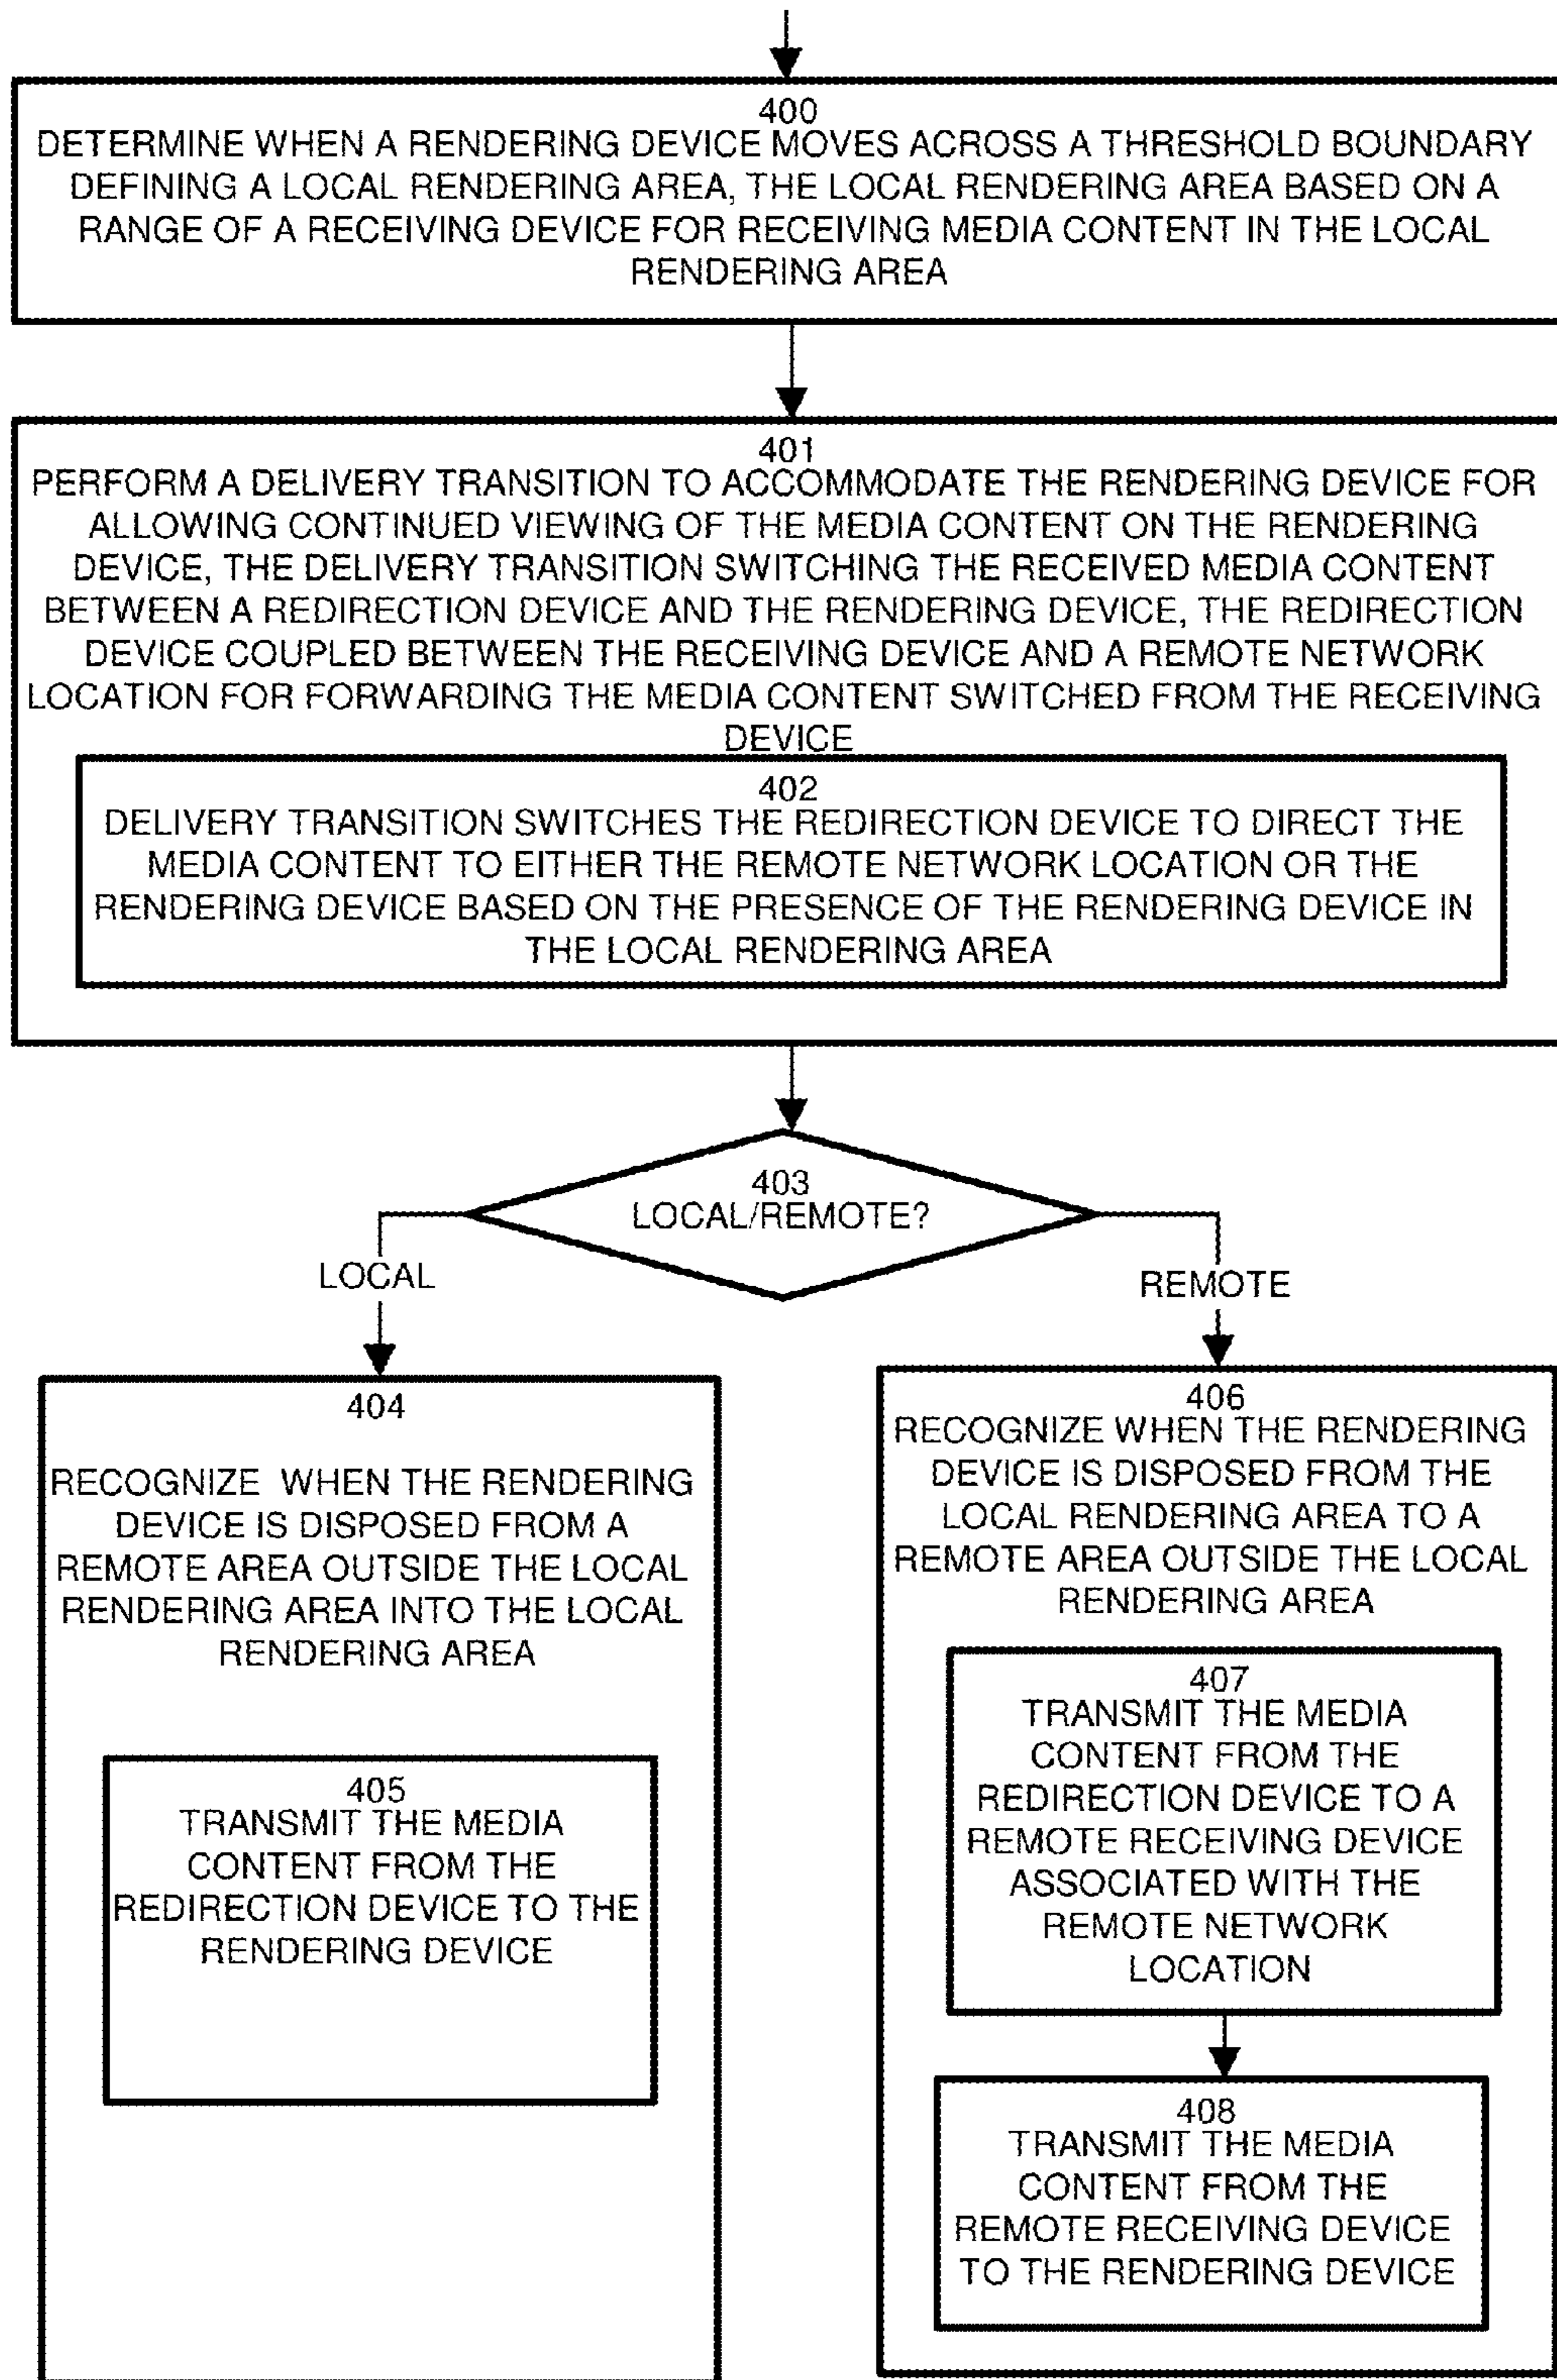 400
DETERMINE WHEN A RENDERING DEVICE MOVES ACROSS A THRESHOLD BOUNDARY
DEFINING A LOCAL RENDERING AREA, THE LOCAL RENDERING AREA BASED ON A
RANGE OF A RECEIVING DEVICE FOR RECEIVING MEDIA CONTENT IN THE LOCAL
RENDERING AREA
401
PERFORM A DELIVERY TRANSITION TO ACCOMMODATE THE RENDERING DEVICE FOR
ALLOWING CONTINUED VIEWING OF THE MEDIA CONTENT ON THE RENDERING
DEVICE, THE DELIVERY TRANSITION SWITCHING THE RECEIVED MEDIA CONTENT
BETWEEN A REDIRECTION DEVICE AND THE RENDERING DEVICE, THE REDIRECTION
DEVICE COUPLED BETWEEN THE RECEIVING DEVICE AND A REMOTE NETWORK
LOCATION FOR FORWARDING THE MEDIA CONTENT SWITCHED FROM THE RECEIVING
DEVICE
402
DELIVERY TRANSITION SWITCHES THE REDIRECTION DEVICE TO DIRECT THE
MEDIA CONTENT TO EITHER THE REMOTE NETWORK LOCATION OR THE
RENDERING DEVICE BASED ON THE PRESENCE OF THE RENDERING DEVICE IN
THE LOCAL RENDERING AREA
403
LOCAL/REMOTE?
LOCAL
REMOTE
404
RECOGNIZE WHEN THE RENDERING
DEVICE IS DISPOSED FROM A
REMOTE AREA OUTSIDE THE LOCAL
RENDERING AREA INTO THE LOCAL
RENDERING AREA
405
TRANSMIT THE MEDIA
CONTENT FROM THE
REDIRECTION DEVICE TO THE
RENDERING DEVICE
406
RECOGNIZE WHEN THE RENDERING
DEVICE IS DISPOSED FROM THE
LOCAL RENDERING AREA TO A
REMOTE AREA OUTSIDE THE LOCAL
RENDERING AREA
407
TRANSMIT THE MEDIA
CONTENT FROM THE
REDIRECTION DEVICE TO A
REMOTE RECEIVING DEVICE
ASSOCIATED WITH THE
REMOTE NETWORK
LOCATION
408
TRANSMIT THE MEDIA
CONTENT FROM THE
REMOTE RECEIVING DEVICE
TO THE RENDERING DEVICE